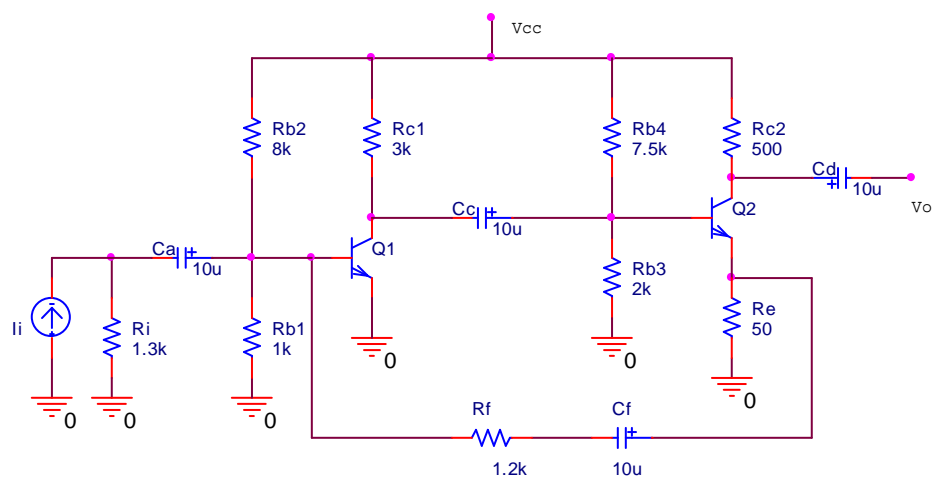 Vcc
Rb2
8k
Rc1
3k
Rb4
7.5k
Rc2
500
Cd
10u
Vo
Cc
10u
Q1
Q2
Ca
10u
Rb3
2k
Ii
Ri
1.3k
Rb1
1k
Re
50
0
0
0
0
0
0
Rf
1.2k
Cf
10u